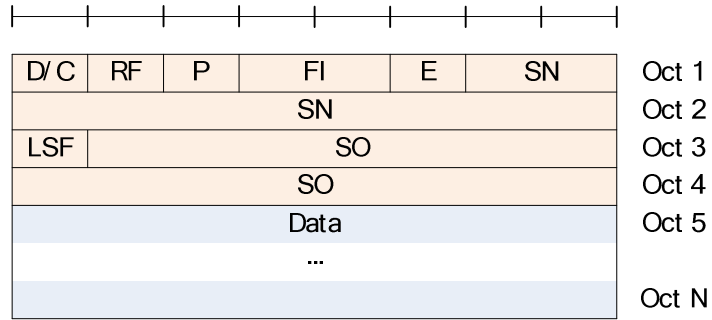 D/C RF P FI E SN Oct 1
SN Oct 2
LSF SO Oct 3
SO Oct 4
Data Oct 5
...
Oct N